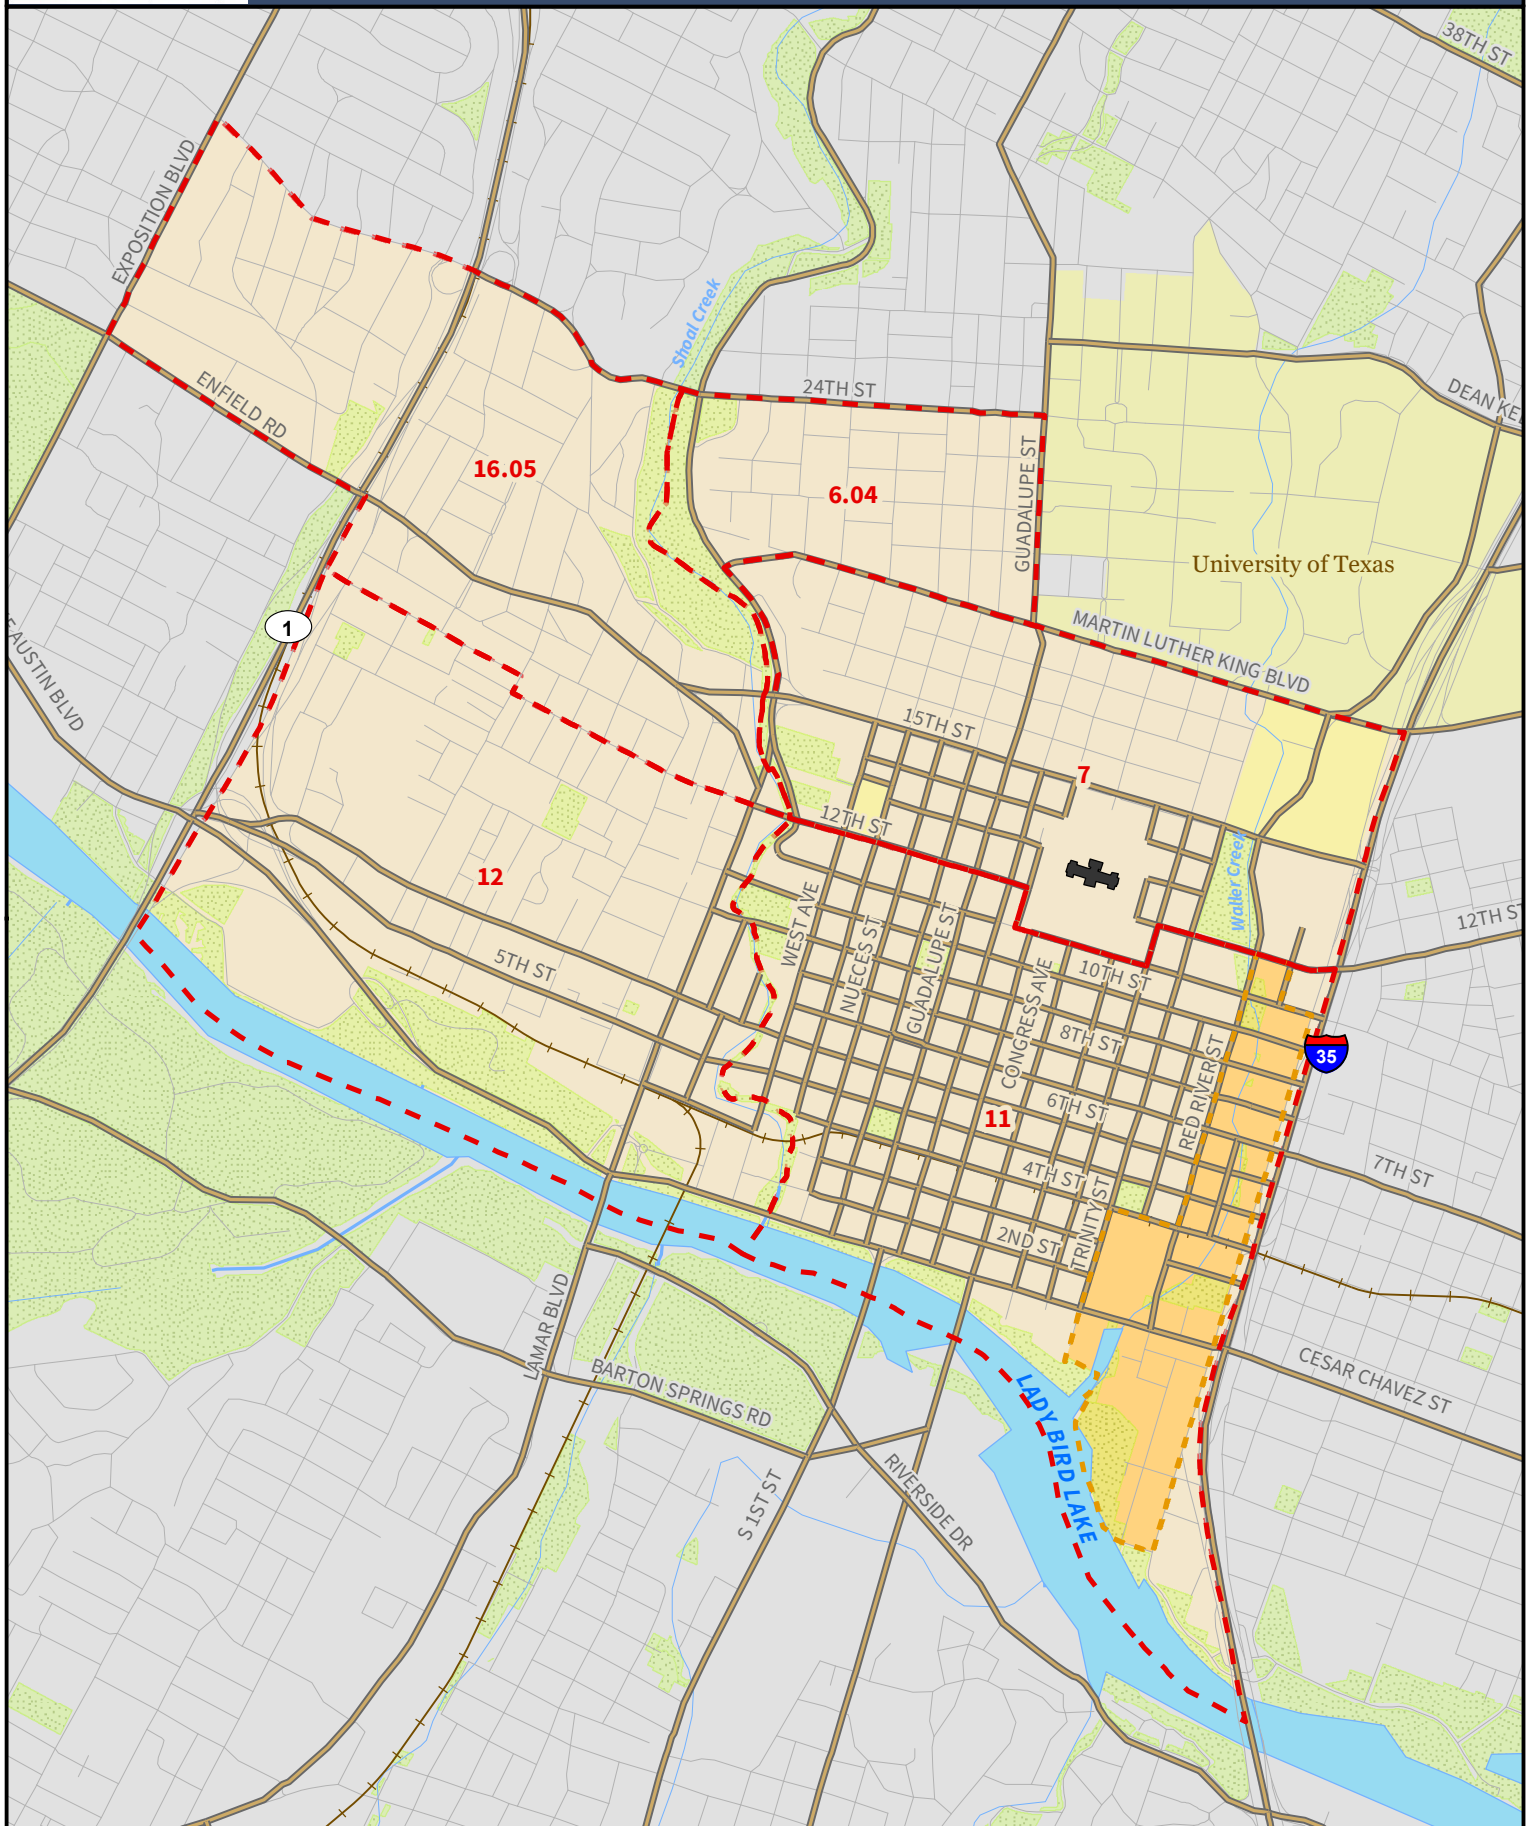 38TH ST
EXPOSITION BLVD
Shoal Creek
24TH ST
DEAN KE
ENFIELD RD
16.05
6.04
GUADALUPE ST
University of Texas
1
MARTIN LUTHER KING BLVD
AUSTIN BLVD
15TH ST
7
12TH ST
Waller Creek
12
WEST AVE
NUECES ST
GUADALUPE ST
12TH ST
5TH ST
CONGRESS AVE
10TH ST
8TH ST
RED RIVER ST
35
6TH ST
11
4TH ST
7TH ST
TRINITY ST
2ND ST
LAMAR BLVD
BARTON SPRINGS RD
CESAR CHAVEZ ST
LADY BIRD LAKE
S 1ST ST
RIVERSIDE DR